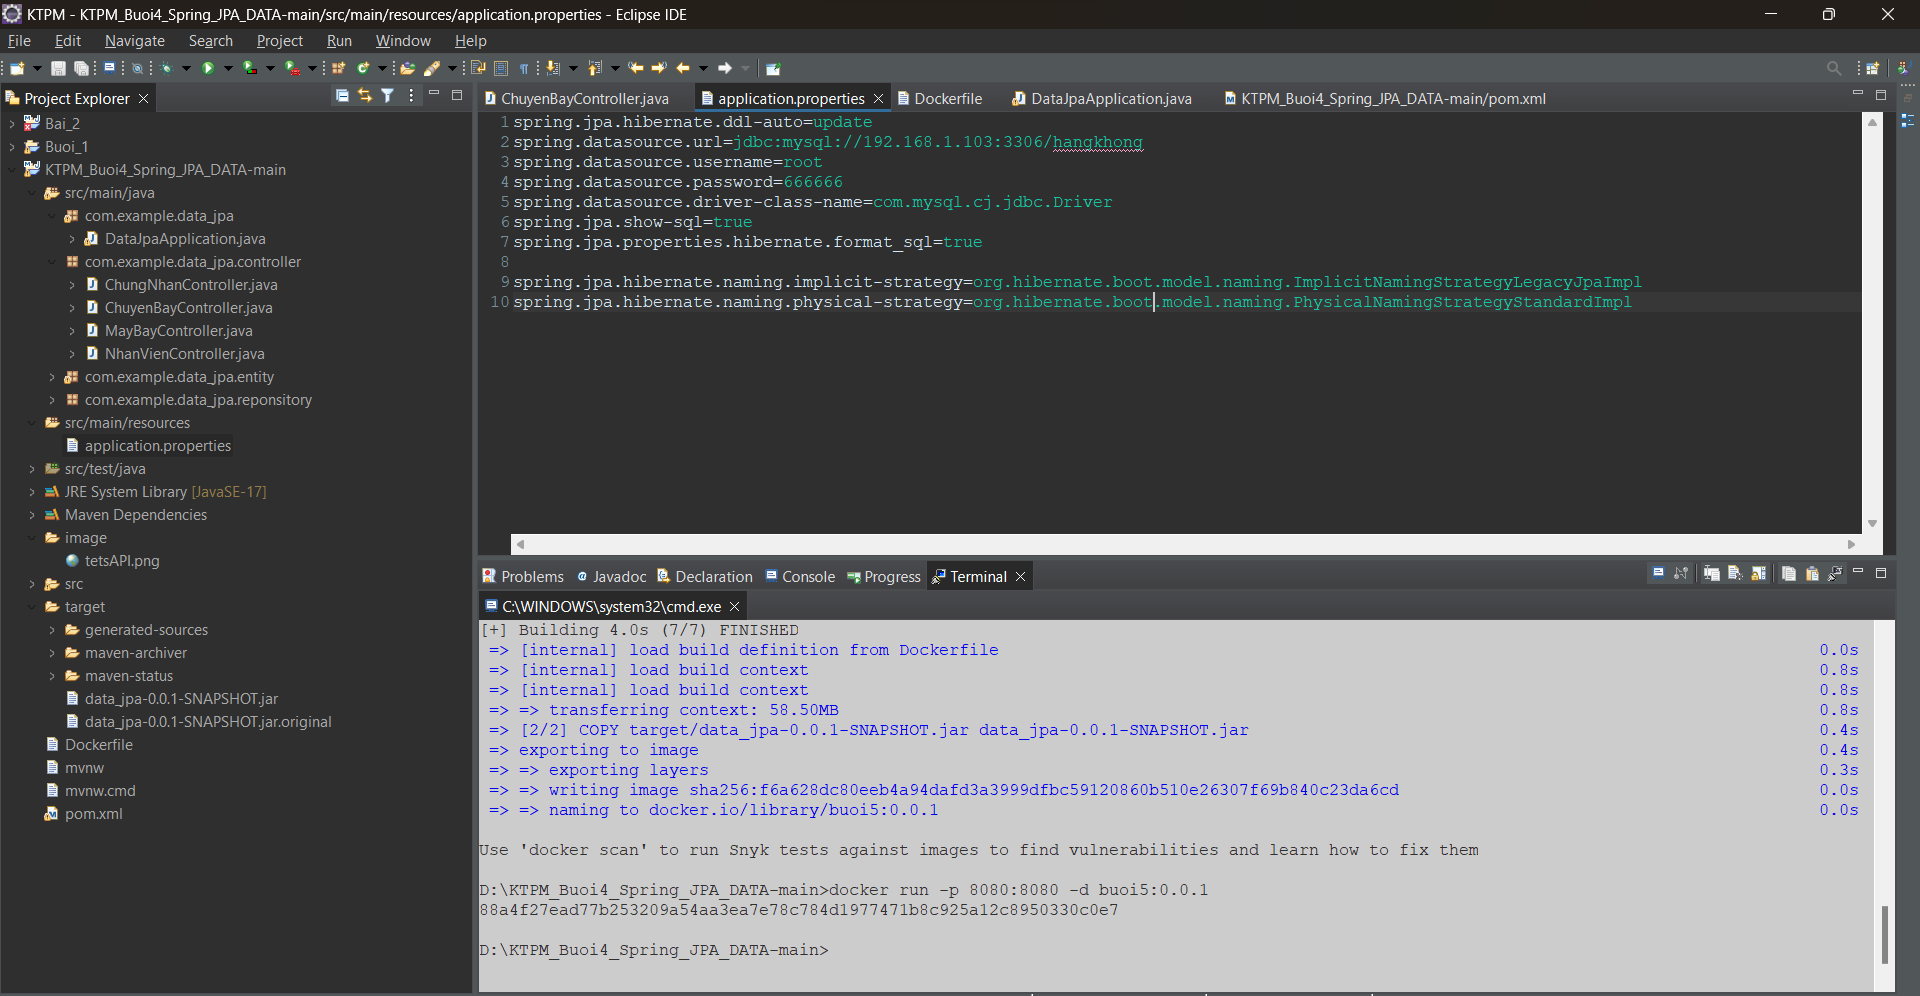 KTPM - KTPM_Buoi4_Spring_JPA_DATA-main/src/main/resources/application.properties - Eclipse IDE
File Edit Navigate Search Project Run Window Help
Project Explorer
Bai_2
Buoi_1
KTPM_Buoi4_Spring_JPA_DATA-main
src/main/java
com.example.data_jpa
DataJpaApplication.java
com.example.data_jpa.controller
ChungNhanController.java
ChuyenBayController.java
MayBayController.java
NhanVienController.java
com.example.data_jpa.entity
com.example.data_jpa.reponsitory
src/main/resources
application.properties
src/test/java
JRE System Library [JavaSE-17]
Maven Dependencies
image
tetsAPI.png
src
target
generated-sources
maven-archiver
maven-status
data_jpa-0.0.1-SNAPSHOT.jar
data_jpa-0.0.1-SNAPSHOT.jar.original
Dockerfile
mvnw
mvnw.cmd
pom.xml
ChuyenBayController.java application.properties Dockerfile DataJpaApplication.java KTPM_Buoi4_Spring_JPA_DATA-main/pom.xml
1 spring.jpa.hibernate.ddl-auto=update
2 spring.datasource.url=jdbc:mysql://192.168.1.103:3306/hangkhong
3 spring.datasource.username=root
4 spring.datasource.password=666666
5 spring.datasource.driver-class-name=com.mysql.cj.jdbc.Driver
6 spring.jpa.show-sql=true
7 spring.jpa.properties.hibernate.format_sql=true
8
9 spring.jpa.hibernate.naming.implicit-strategy=org.hibernate.boot.model.naming.ImplicitNamingStrategyLegacyJpaImpl
10 spring.jpa.hibernate.naming.physical-strategy=org.hibernate.boot.model.naming.PhysicalNamingStrategyStandardImpl
Problems Javadoc Declaration Console Progress Terminal
C:\WINDOWS\system32\cmd.exe
[+] Building 4.0s (7/7) FINISHED
=> [internal] load build definition from Dockerfile 0.0s
=> [internal] load build context 0.8s
=> [internal] load build context 0.8s
=> => transferring context: 58.50MB 0.8s
=> [2/2] COPY target/data_jpa-0.0.1-SNAPSHOT.jar data_jpa-0.0.1-SNAPSHOT.jar 0.4s
=> exporting to image 0.4s
=> => exporting layers 0.3s
=> => writing image sha256:f6a628dc80eeb4a94dafd3a3999dfbc59120860b510e26307f69b840c23da6cd 0.0s
=> => naming to docker.io/library/buoi5:0.0.1 0.0s
Use 'docker scan' to run Snyk tests against images to find vulnerabilities and learn how to fix them
D:\KTPM_Buoi4_Spring_JPA_DATA-main>docker run -p 8080:8080 -d buoi5:0.0.1
88a4f27ead77b253209a54aa3ea7e78c784d1977471b8c925a12c8950330c0e7
D:\KTPM_Buoi4_Spring_JPA_DATA-main>